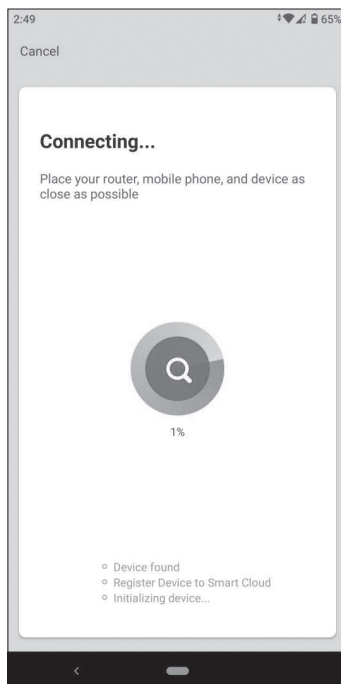 2:49
65%
Cancel
Connecting...
Place your router, mobile phone, and device as
close as possible
1%
Device found
Register Device to Smart Cloud
Initializing device...